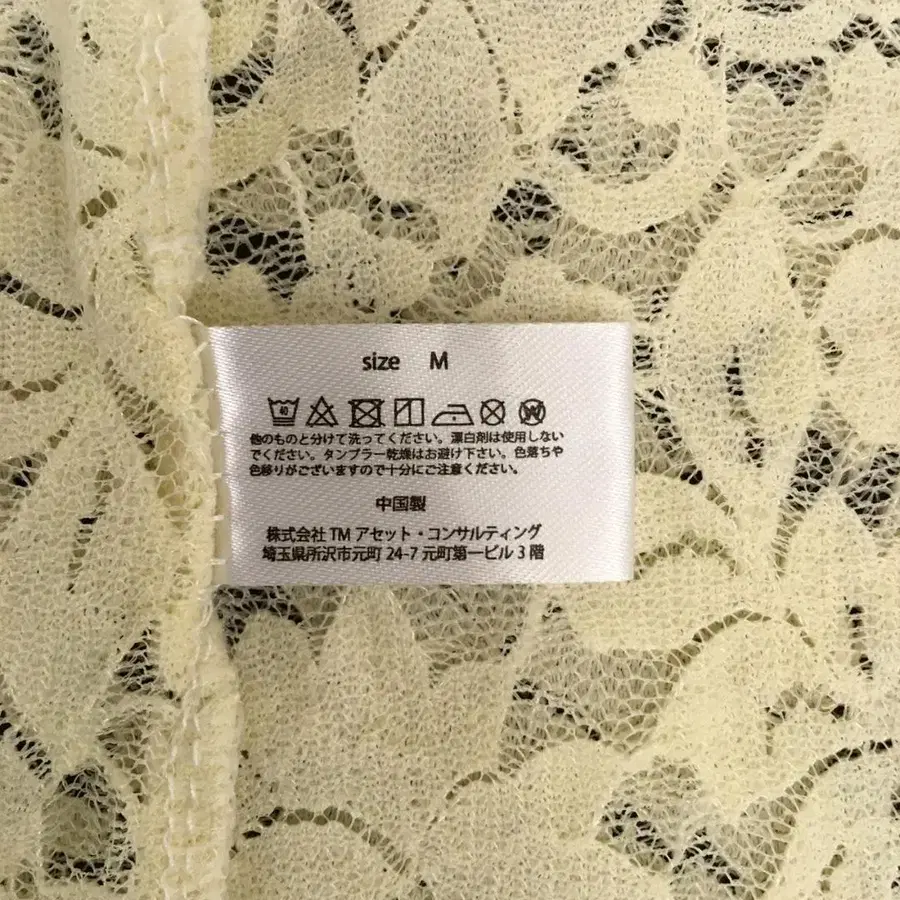 size M
40
W
他のものと分けて洗ってください。漂白剤は使用しない
でください。タンブラー乾燥はお避け下さい。色落ちや
色移りがございますので十分にご注意ください。
中国製
株式会社 TM アセット・コンサルティング
埼玉県所沢市元町 24-7 元町第一ビル 3 階